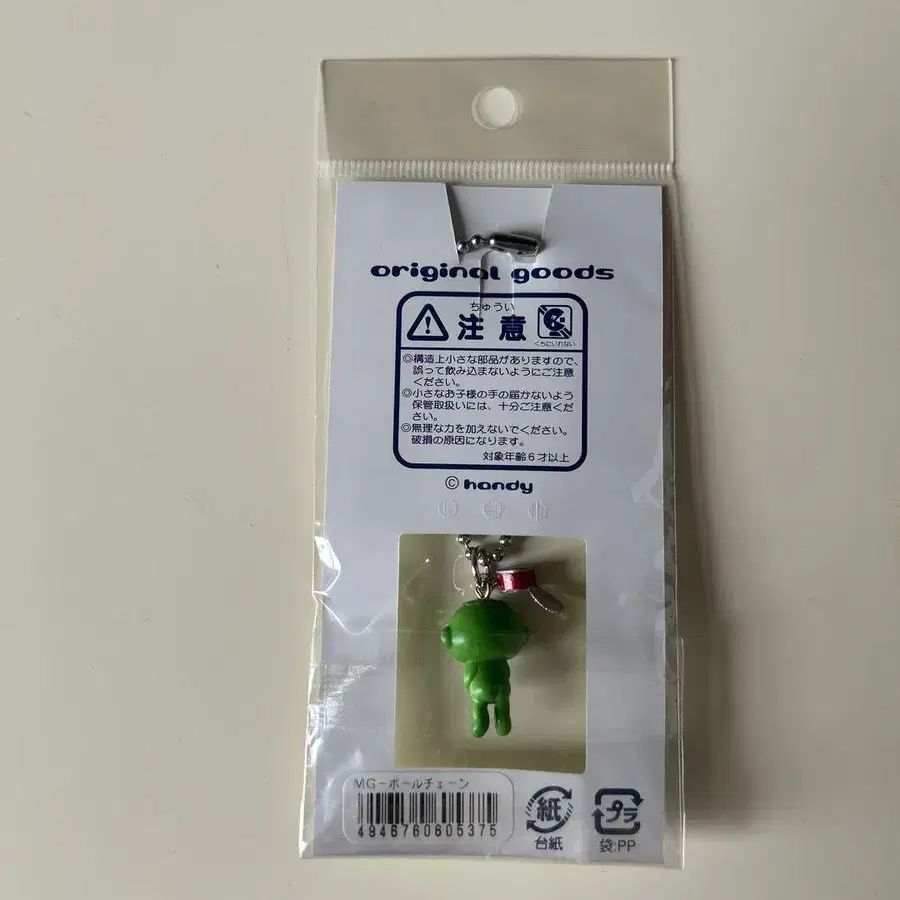 original goods
ちゅうい
注意
くちにいれない
◎構造上小さな部品がありますので、
誤って飲み込まないようにご注意
ください。
◎小さなお子様の手の届かないよう
保管取扱いには、十分ご注意くだ
さい。
◎無理な力を加えないでください。
破損の原因になります。
対象年齢6才以上
© handy
MG-ボールチェーン
4946760605375
紙
台紙
プラ
袋:PP